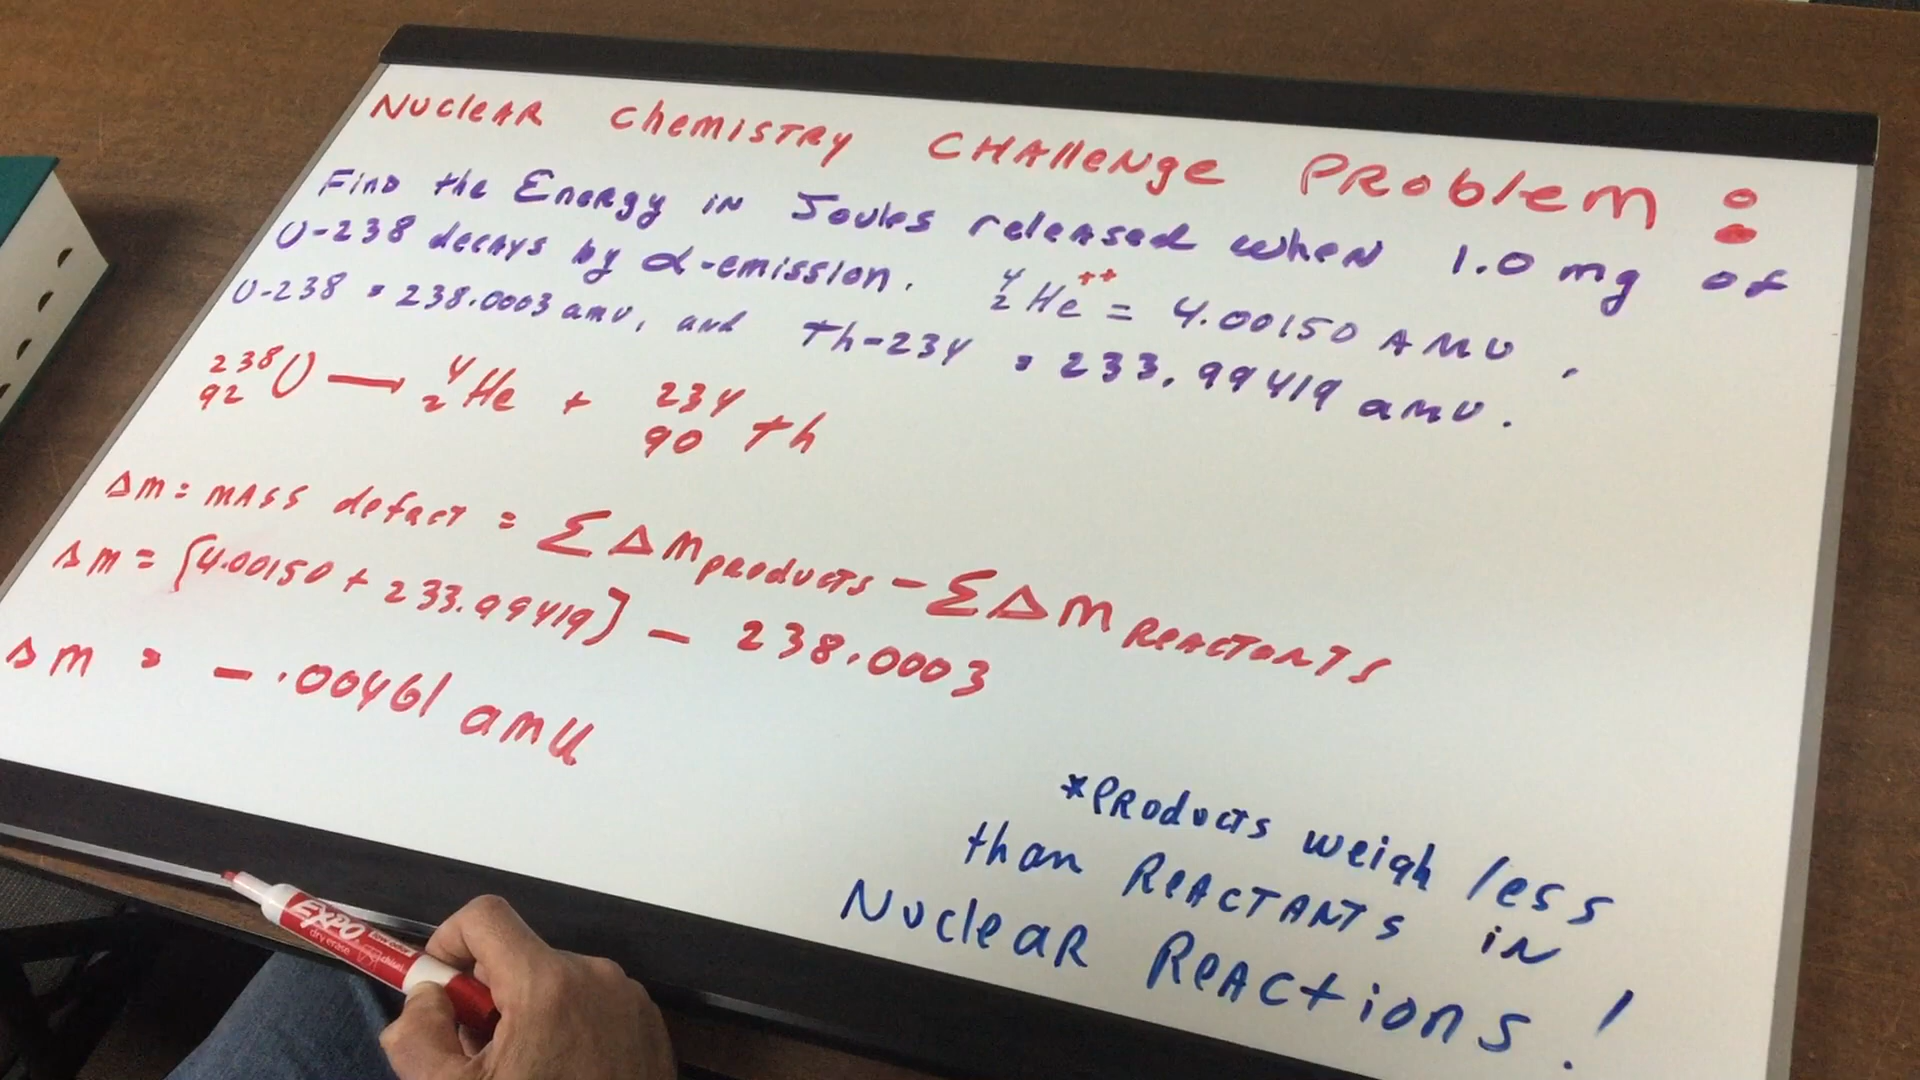 NucleAR Chemistry CHAllenge PRoblem:
Find the Energy in Joules released when 1.0 mg of
U-238 decays by α-emission. ⁴₂He⁺⁺ = 4.00150 AMU,
U-238 = 238.0003 amu, and Th-234 = 233.99419 amu.
²³⁸₉₂U — ⁴₂He + ²³⁴₉₀Th
Δm = MASS defect = ΣΔm products - ΣΔm ReACTANTS
Δm = [4.00150 + 233.99419] - 238.0003
Δm = -.00461 amu
*PRoducts weigh less
than ReACTANTS in
NucleAR ReActions!
EXPO
dry erase